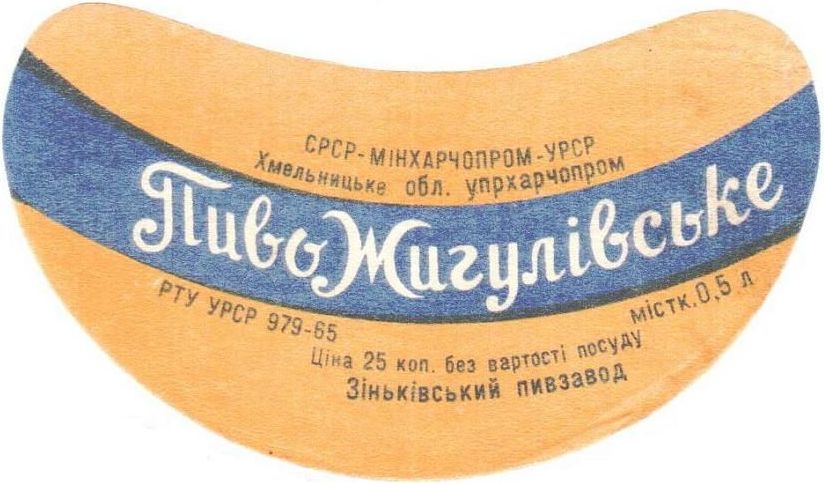 СРСР-МІНХАРЧОПРОМ-УРСР
Хмельницьке обл. упрхарчопром
Пиво Жигулівське
РТУ УРСР 979-65
містк. 0,5 л
Ціна 25 коп. без вартості посуду
Зіньківський пивзавод